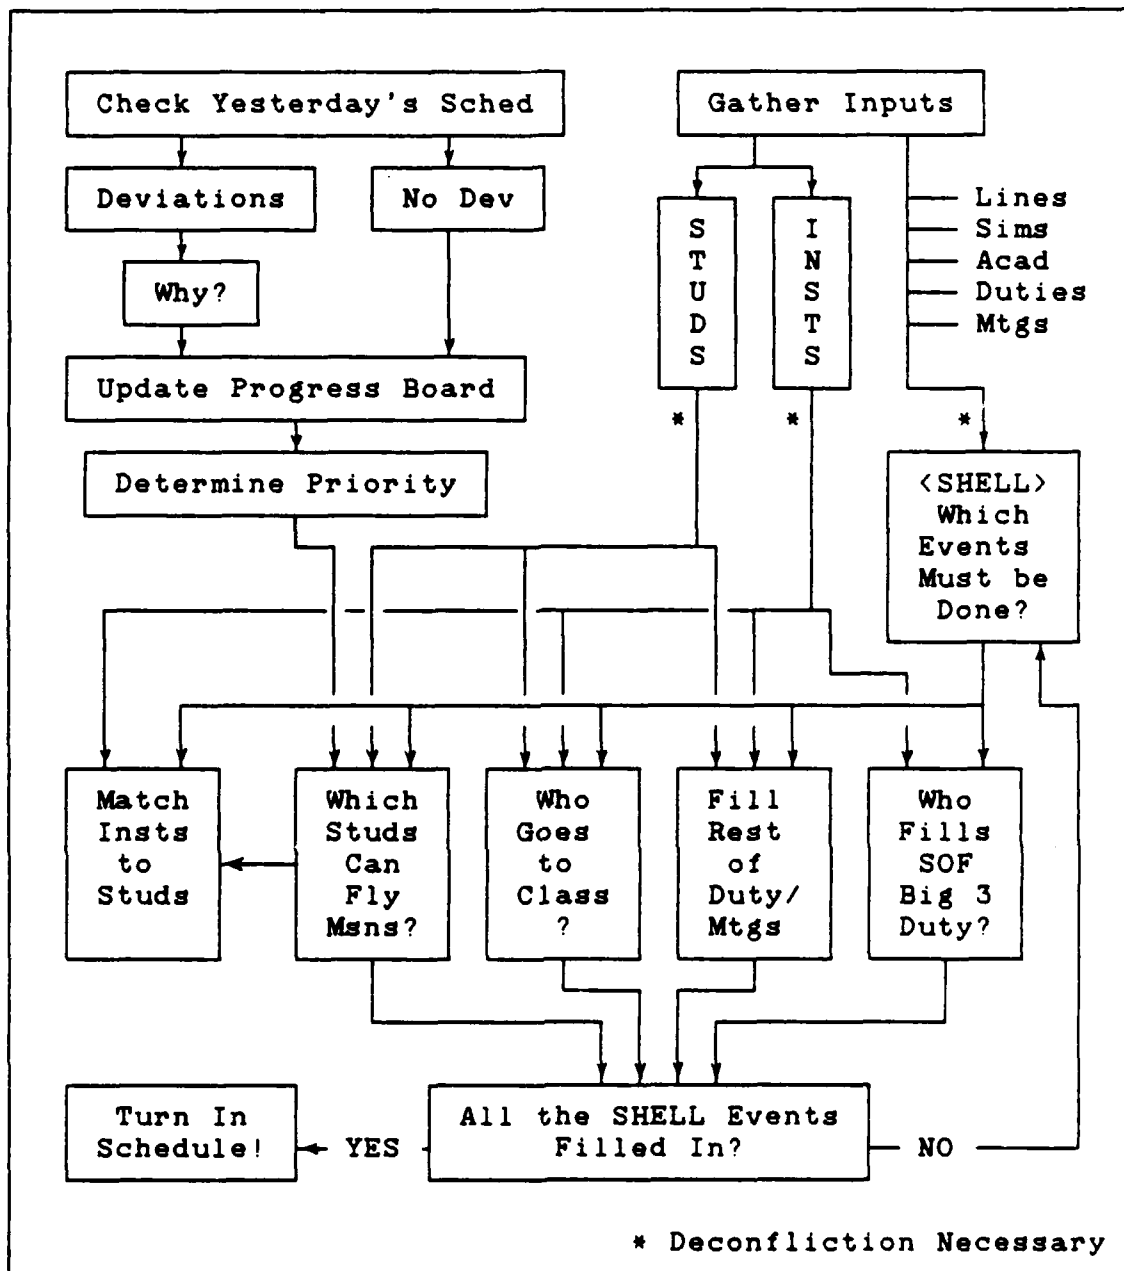 Check Yesterday's Sched
Gather Inputs
Deviations
No Dev
Why?
Update Progress Board
Determine Priority
S
T
U
D
S
I
N
S
T
S
Lines
Sims
Acad
Duties
Mtgs
*
*
*
<SHELL>
Which
Events
Must be
Done?
Match
Insts
to
Studs
Which
Studs
Can
Fly
Msns?
Who
Goes
to
Class
?
Fill
Rest
of
Duty/
Mtgs
Who
Fills
SOF
Big 3
Duty?
All the SHELL Events
Filled In?
YES
NO
Turn In
Schedule!
* Deconfliction Necessary